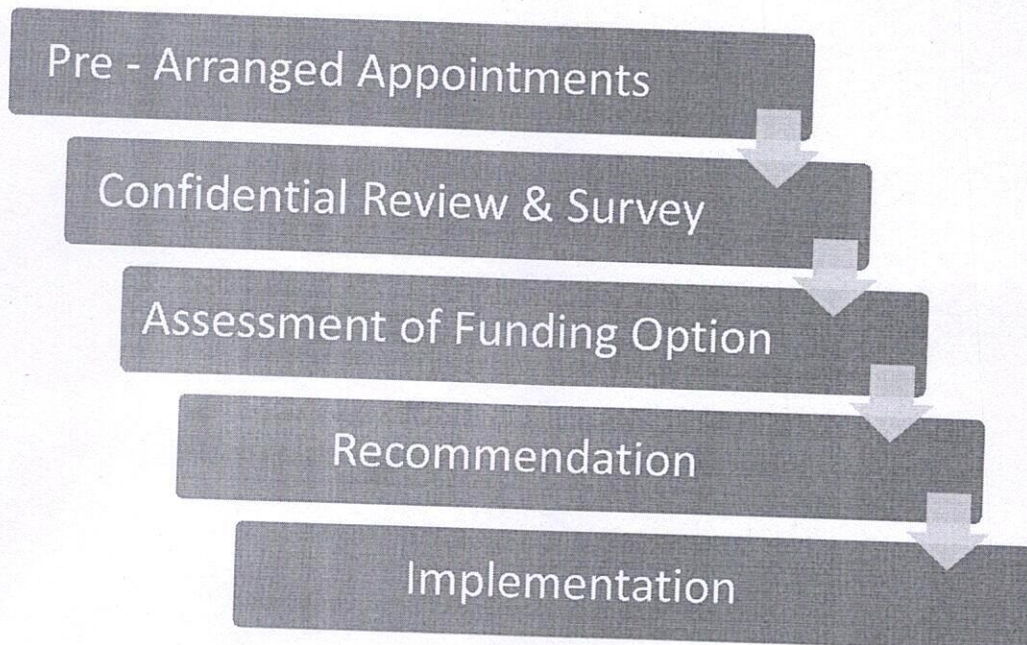 Pre - Arranged Appointments
Confidential Review & Survey
Assessment of Funding Option
Recommendation
Implementation